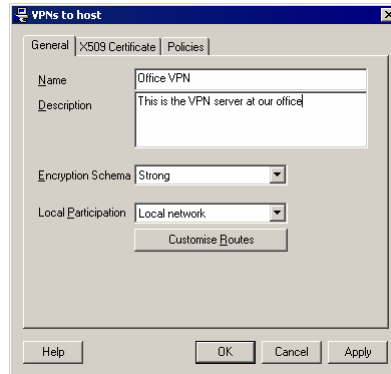 VPNs to host
General X509 Certificate Policies
Name Office VPN
Description This is the VPN server at our office
Encryption Schema Strong
Local Participation Local network
Customise Routes
Help OK Cancel Apply